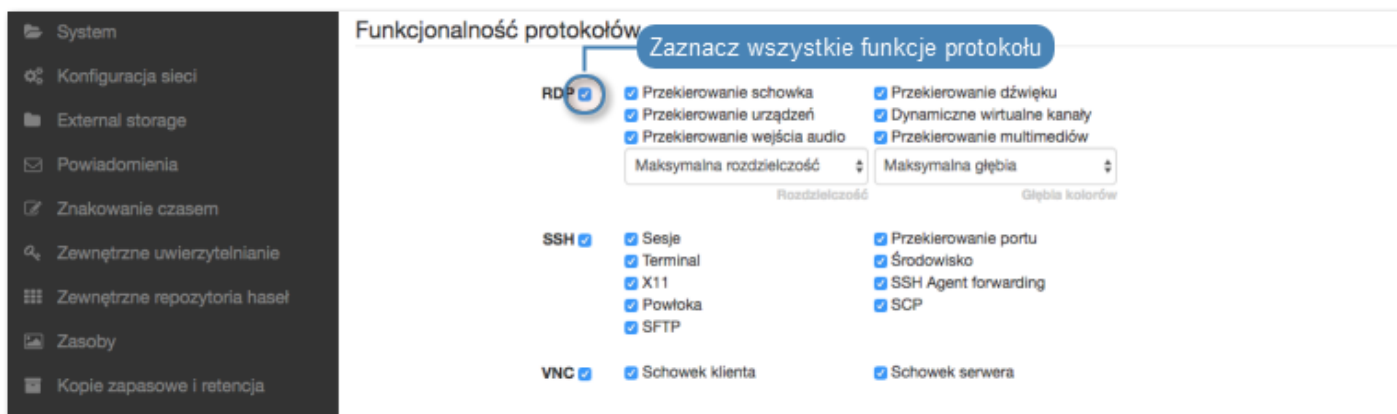 System
Konfiguracja sieci
External storage
Powiadomienia
Znakowanie czasem
Zewnętrzne uwierzytelnianie
Zewnętrzne repozytoria haseł
Zasoby
Kopie zapasowe i retencja
Funkcjonalność protokołów
Zaznacz wszystkie funkcje protokołu
RDP
Przekierowanie schowka
Przekierowanie dźwięku
Przekierowanie urządzeń
Dynamiczne wirtualne kanały
Przekierowanie wejścia audio
Przekierowanie multimediów
Maksymalna rozdzielczość
Maksymalna głębia
Rozdzielczość
Głębia kolorów
SSH
Sesje
Przekierowanie portu
Terminal
Środowisko
X11
SSH Agent forwarding
Powłoka
SCP
SFTP
VNC
Schowek klienta
Schowek serwera